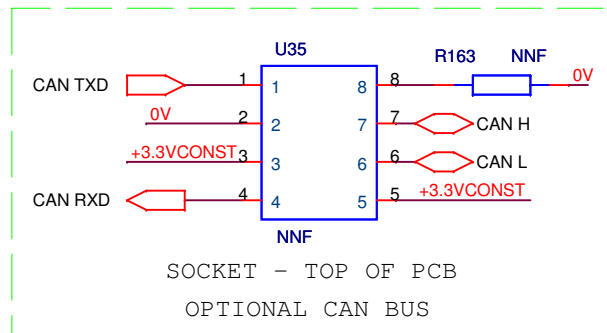 U35
R163 NNF
CAN TXD 1 1 8 8 0V
0V 2 2 7 7 CAN H
+3.3VCONST 3 3 6 6 CAN L
CAN RXD 4 4 5 5 +3.3VCONST
NNF
SOCKET - TOP OF PCB
OPTIONAL CAN BUS